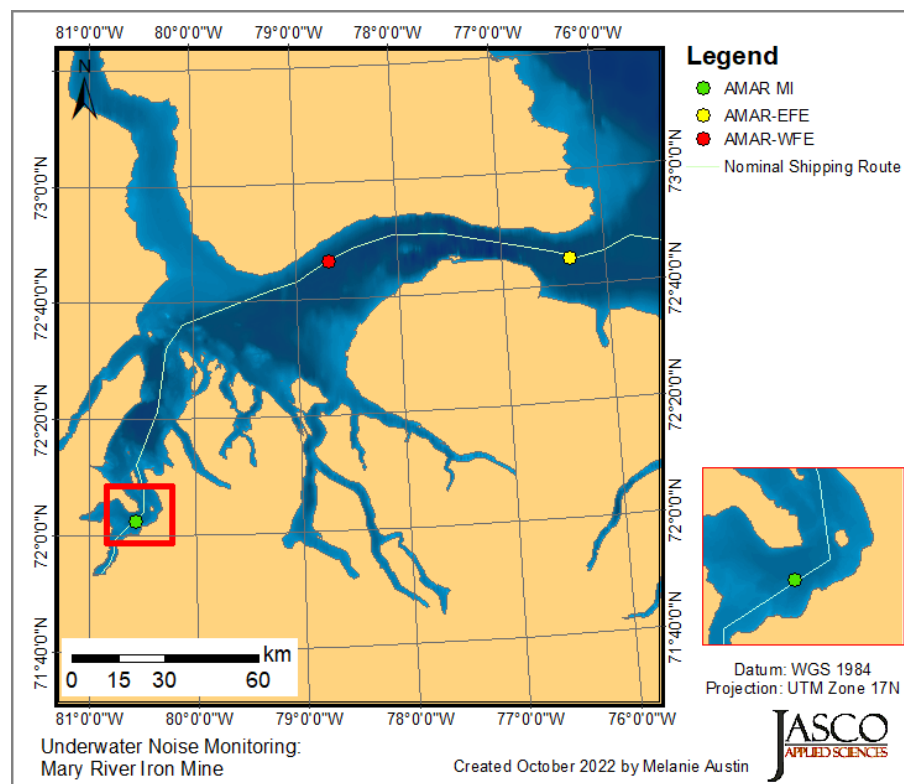 81°0'0"W 80°0'0"W 79°0'0"W 78°0'0"W 77°0'0"W 76°0'0"W
N
73°0'0"N
72°40'0"N
72°20'0"N
72°0'0"N
71°40'0"N
73°0'0"N
72°40'0"N
72°20'0"N
72°0'0"N
71°40'0"N
km
0 15 30 60
81°0'0"W 80°0'0"W 79°0'0"W 78°0'0"W 77°0'0"W 76°0'0"W
Legend
AMAR MI
AMAR-EFE
AMAR-WFE
Nominal Shipping Route
Datum: WGS 1984
Projection: UTM Zone 17N
JASCO
APPLIED SCIENCES
Underwater Noise Monitoring:
Mary River Iron Mine
Created October 2022 by Melanie Austin